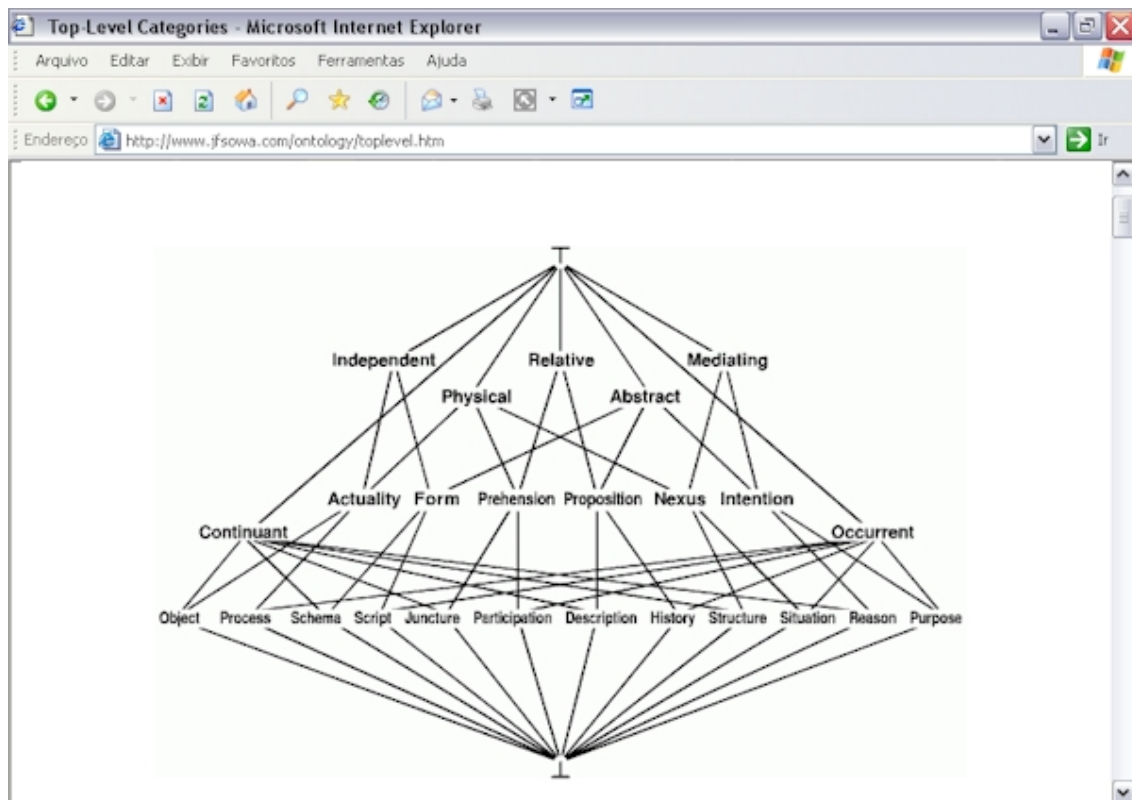 Top-Level Categories - Microsoft Internet Explorer
Arquivo Editar Exibir Favoritos Ferramentas Ajuda
Endereço http://www.jfsowa.com/ontology/toplevel.htm Ir
T
Independent Relative Mediating
Physical Abstract
Actuality Form Prehension Proposition Nexus Intention
Continuant Occurrent
Object Process Schema Script Juncture Participation Description History Structure Situation Reason Purpose
⊥